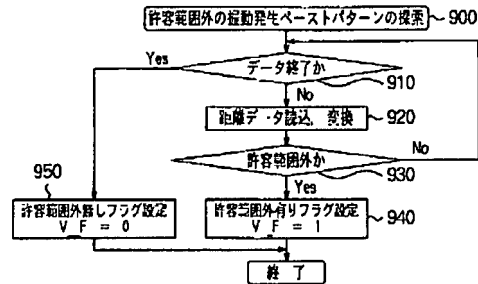 許容範囲外の振動発生ペーストパターンの探索
900
Yes
データ終了か
910
No
距離データ読込、変換
920
No
許容範囲外か
930
950
Yes
許容範囲外無しフラグ設定
V_F = 0
許容範囲外有りフラグ設定
V_F = 1
940
終了